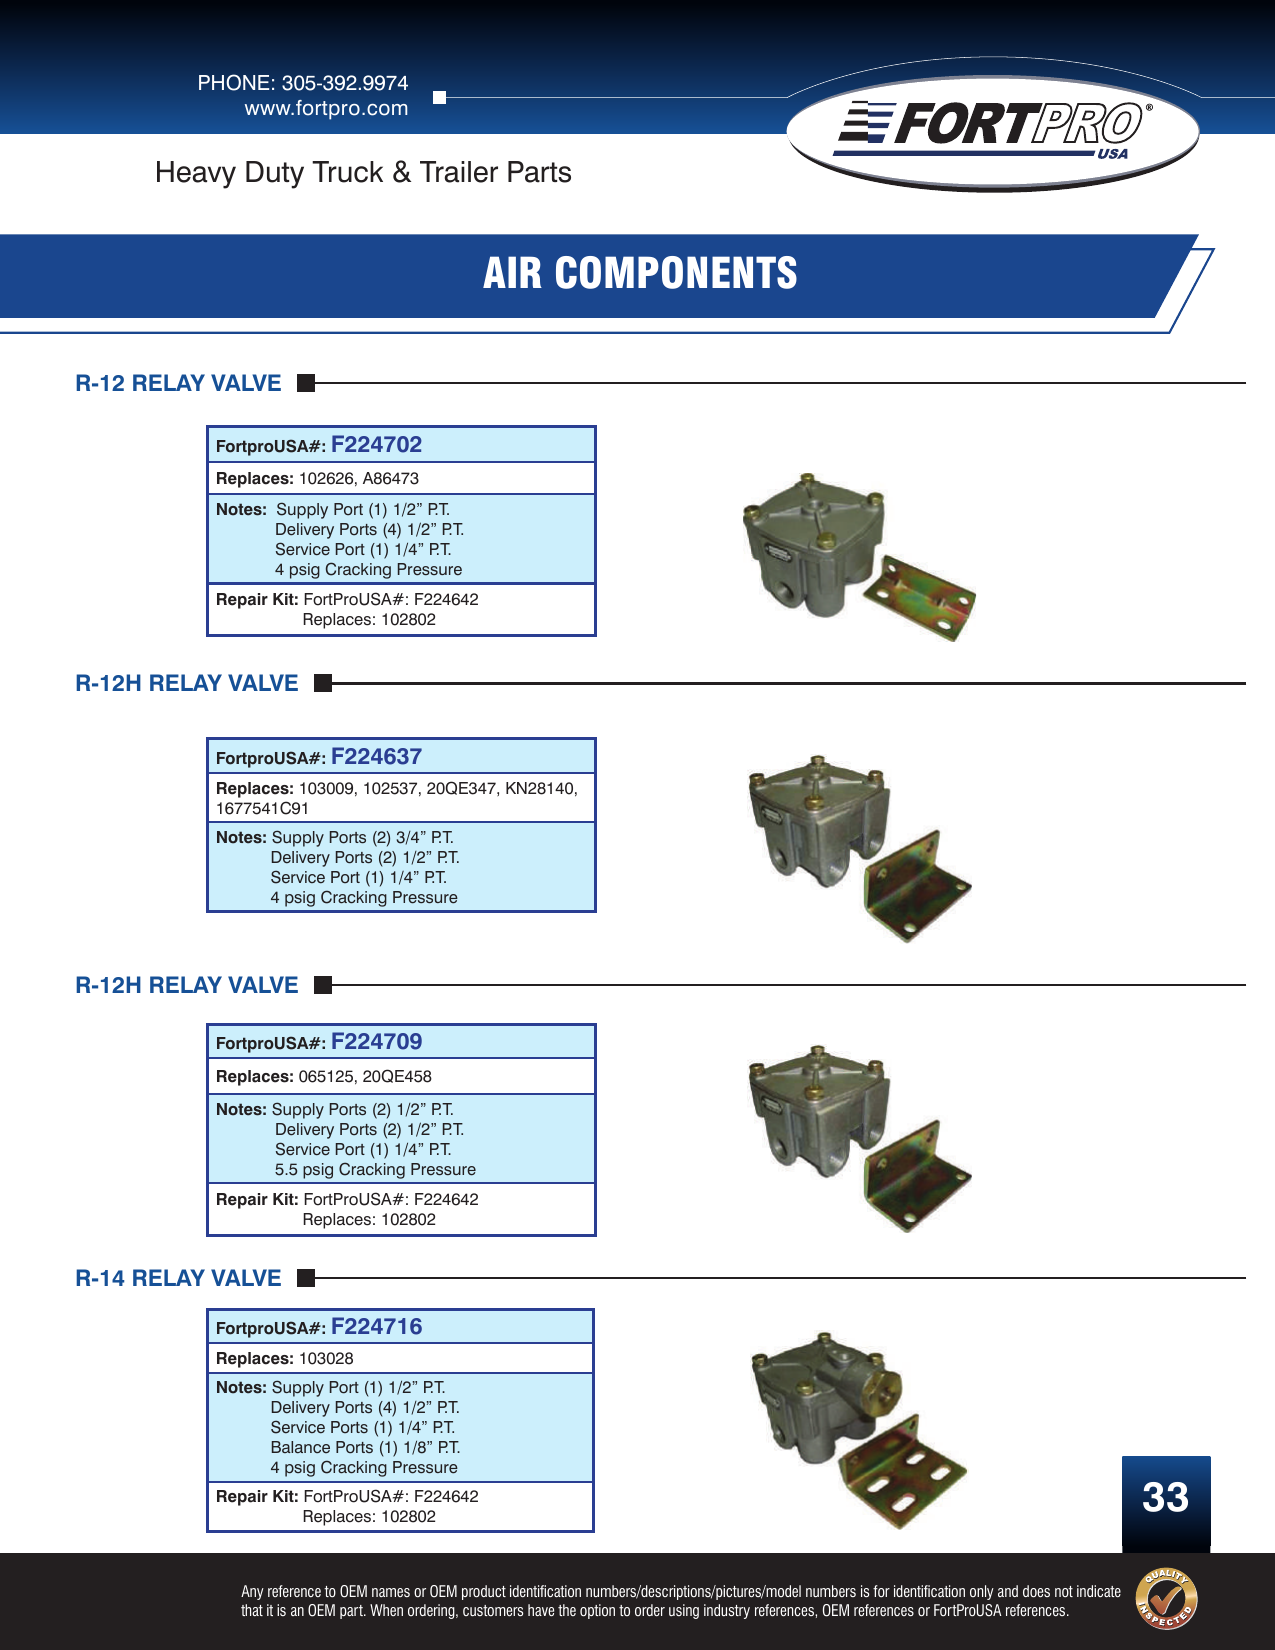 PHONE: 305-392.9974
www.fortpro.com
FORTPRO®
USA
Heavy Duty Truck & Trailer Parts
AIR COMPONENTS
R-12 RELAY VALVE
FortproUSA#: F224702
Replaces: 102626, A86473
Notes: Supply Port (1) 1/2” P.T.
Delivery Ports (4) 1/2” P.T.
Service Port (1) 1/4” P.T.
4 psig Cracking Pressure
Repair Kit: FortProUSA#: F224642
Replaces: 102802
R-12H RELAY VALVE
FortproUSA#: F224637
Replaces: 103009, 102537, 20QE347, KN28140,
1677541C91
Notes: Supply Ports (2) 3/4” P.T.
Delivery Ports (2) 1/2” P.T.
Service Port (1) 1/4” P.T.
4 psig Cracking Pressure
R-12H RELAY VALVE
FortproUSA#: F224709
Replaces: 065125, 20QE458
Notes: Supply Ports (2) 1/2” P.T.
Delivery Ports (2) 1/2” P.T.
Service Port (1) 1/4” P.T.
5.5 psig Cracking Pressure
Repair Kit: FortProUSA#: F224642
Replaces: 102802
R-14 RELAY VALVE
FortproUSA#: F224716
Replaces: 103028
Notes: Supply Port (1) 1/2” P.T.
Delivery Ports (4) 1/2” P.T.
Service Ports (1) 1/4” P.T.
Balance Ports (1) 1/8” P.T.
4 psig Cracking Pressure
Repair Kit: FortProUSA#: F224642
Replaces: 102802
33
Any reference to OEM names or OEM product identification numbers/descriptions/pictures/model numbers is for identification only and does not indicate
that it is an OEM part. When ordering, customers have the option to order using industry references, OEM references or FortProUSA references.
QUALITY
INSPECTED